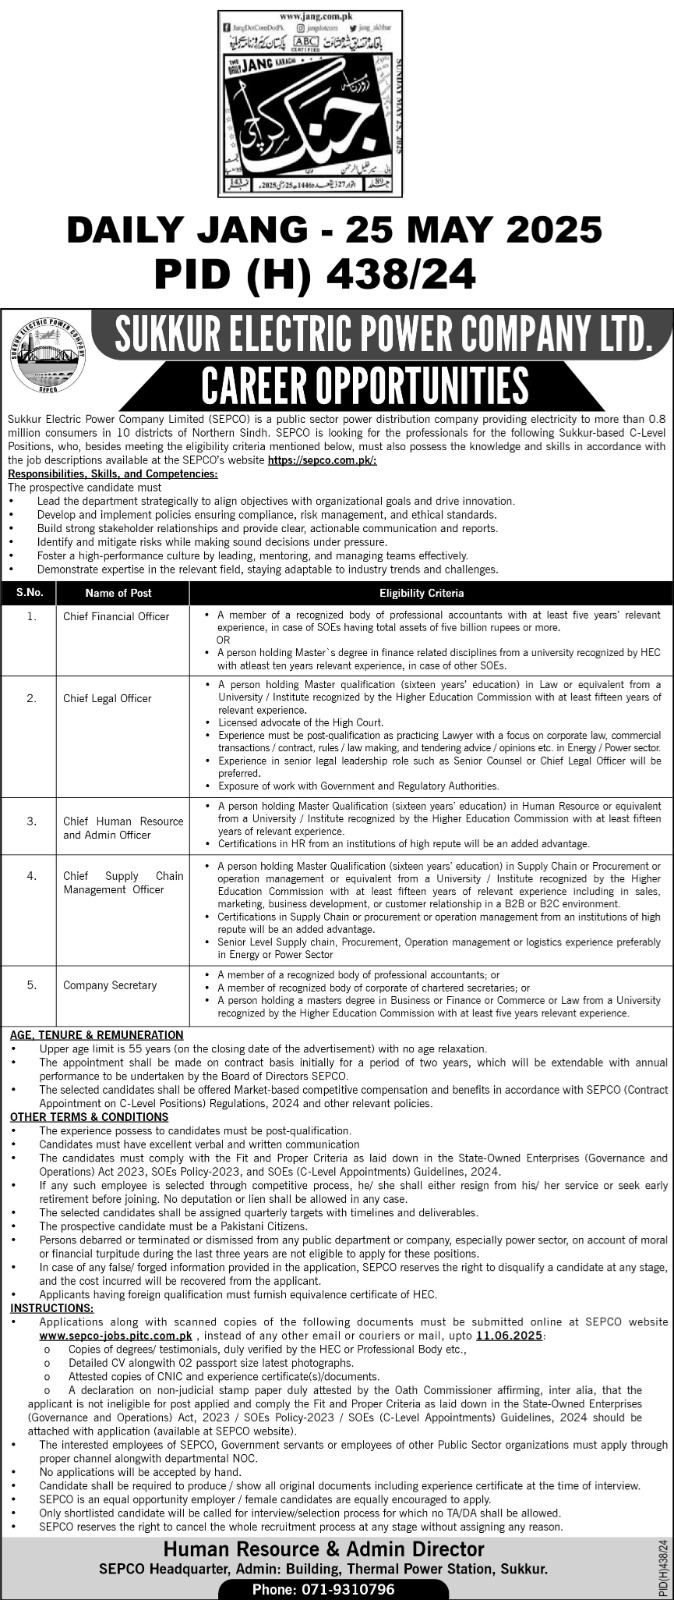 www.jang.com.pk
JangDotComDotPk jangdotcom jang_akhbar
ABC
CERTIFIED
THE
DAILY JANG KARACHI
SUNDAY MAY 25, 2025
روزنامہ
جنگ
کراچی
DAILY JANG - 25 MAY 2025
PID (H) 438/24
SUKKUR ELECTRIC POWER COMPANY
SEPCO
SUKKUR ELECTRIC POWER COMPANY LTD.
CAREER OPPORTUNITIES
Sukkur Electric Power Company Limited (SEPCO) is a public sector power distribution company providing electricity to more than 0.8
million consumers in 10 districts of Northern Sindh. SEPCO is looking for the professionals for the following Sukkur-based C-Level
Positions, who, besides meeting the eligibility criteria mentioned below, must also possess the knowledge and skills in accordance with
the job descriptions available at the SEPCO's website https://sepco.com.pk/;
Responsibilities, Skills, and Competencies:
The prospective candidate must
• Lead the department strategically to align objectives with organizational goals and drive innovation.
• Develop and implement policies ensuring compliance, risk management, and ethical standards.
• Build strong stakeholder relationships and provide clear, actionable communication and reports.
• Identify and mitigate risks while making sound decisions under pressure.
• Foster a high-performance culture by leading, mentoring, and managing teams effectively.
• Demonstrate expertise in the relevant field, staying adaptable to industry trends and challenges.
S.No. Name of Post Eligibility Criteria
1. Chief Financial Officer
• A member of a recognized body of professional accountants with at least five years' relevant
experience, in case of SOEs having total assets of five billion rupees or more.
OR
• A person holding Master`s degree in finance related disciplines from a university recognized by HEC
with atleast ten years relevant experience, in case of other SOEs.
2. Chief Legal Officer
• A person holding Master qualification (sixteen years' education) in Law or equivalent from a
University / Institute recognized by the Higher Education Commission with at least fifteen years of
relevant experience.
• Licensed advocate of the High Court.
• Experience must be post-qualification as practicing Lawyer with a focus on corporate law, commercial
transactions / contract, rules / law making, and tendering advice / opinions etc. in Energy / Power sector.
• Experience in senior legal leadership role such as Senior Counsel or Chief Legal Officer will be
preferred.
• Exposure of work with Government and Regulatory Authorities.
3. Chief Human Resource
and Admin Officer
• A person holding Master Qualification (sixteen years' education) in Human Resource or equivalent
from a University / Institute recognized by the Higher Education Commission with at least fifteen
years of relevant experience.
• Certifications in HR from an institutions of high repute will be an added advantage.
4. Chief Supply Chain
Management Officer
• A person holding Master Qualification (sixteen years' education) in Supply Chain or Procurement or
operation management or equivalent from a University / Institute recognized by the Higher
Education Commission with at least fifteen years of relevant experience including in sales,
marketing, business development, or customer relationship in a B2B or B2C environment.
• Certifications in Supply Chain or procurement or operation management from an institutions of high
repute will be an added advantage.
• Senior Level Supply chain, Procurement, Operation management or logistics experience preferably
in Energy or Power Sector
5. Company Secretary
• A member of a recognized body of professional accountants; or
• A member of recognized body of corporate of chartered secretaries; or
• A person holding a masters degree in Business or Finance or Commerce or Law from a University
recognized by the Higher Education Commission with at least five years relevant experience.
AGE, TENURE & REMUNERATION
• Upper age limit is 55 years (on the closing date of the advertisement) with no age relaxation.
• The appointment shall be made on contract basis initially for a period of two years, which will be extendable with annual
performance to be undertaken by the Board of Directors SEPCO.
• The selected candidates shall be offered Market-based competitive compensation and benefits in accordance with SEPCO (Contract
Appointment on C-Level Positions) Regulations, 2024 and other relevant policies.
OTHER TERMS & CONDITIONS
• The experience possess to candidates must be post-qualification.
• Candidates must have excellent verbal and written communication
• The candidates must comply with the Fit and Proper Criteria as laid down in the State-Owned Enterprises (Governance and
Operations) Act 2023, SOEs Policy-2023, and SOEs (C-Level Appointments) Guidelines, 2024.
• If any such employee is selected through competitive process, he/ she shall either resign from his/ her service or seek early
retirement before joining. No deputation or lien shall be allowed in any case.
• The selected candidates shall be assigned quarterly targets with timelines and deliverables.
• The prospective candidate must be a Pakistani Citizens.
• Persons debarred or terminated or dismissed from any public department or company, especially power sector, on account of moral
or financial turpitude during the last three years are not eligible to apply for these positions.
• In case of any false/ forged information provided in the application, SEPCO reserves the right to disqualify a candidate at any stage,
and the cost incurred will be recovered from the applicant.
• Applicants having foreign qualification must furnish equivalence certificate of HEC.
INSTRUCTIONS:
• Applications along with scanned copies of the following documents must be submitted online at SEPCO website
www.sepco-jobs.pitc.com.pk , instead of any other email or couriers or mail, upto 11.06.2025:
o Copies of degrees/ testimonials, duly verified by the HEC or Professional Body etc.,
o Detailed CV alongwith 02 passport size latest photographs.
o Attested copies of CNIC and experience certificate(s)/documents.
o A declaration on non-judicial stamp paper duly attested by the Oath Commissioner affirming, inter alia, that the
applicant is not ineligible for post applied and comply the Fit and Proper Criteria as laid down in the State-Owned Enterprises
(Governance and Operations) Act, 2023 / SOEs Policy-2023 / SOEs (C-Level Appointments) Guidelines, 2024 should be
attached with application (available at SEPCO website).
• The interested employees of SEPCO, Government servants or employees of other Public Sector organizations must apply through
proper channel alongwith departmental NOC.
• No applications will be accepted by hand.
• Candidate shall be required to produce / show all original documents including experience certificate at the time of interview.
• SEPCO is an equal opportunity employer / female candidates are equally encouraged to apply.
• Only shortlisted candidate will be called for interview/selection process for which no TA/DA shall be allowed.
• SEPCO reserves the right to cancel the whole recruitment process at any stage without assigning any reason.
Human Resource & Admin Director
SEPCO Headquarter, Admin: Building, Thermal Power Station, Sukkur.
Phone: 071-9310796
PID(H)438/24